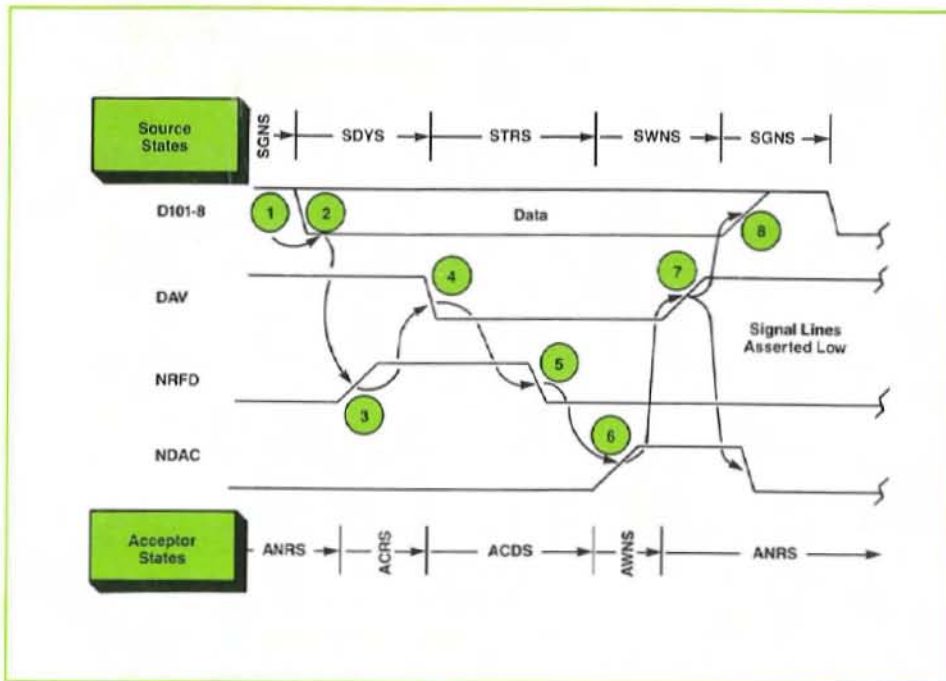 Source
States
SGNS
SDYS
STRS
SWNS
SGNS
D101-8
1
2
Data
8
DAV
4
7
Signal Lines
Asserted Low
NRFD
3
5
NDAC
6
Acceptor
States
ANRS
ACRS
ACDS
AWNS
ANRS